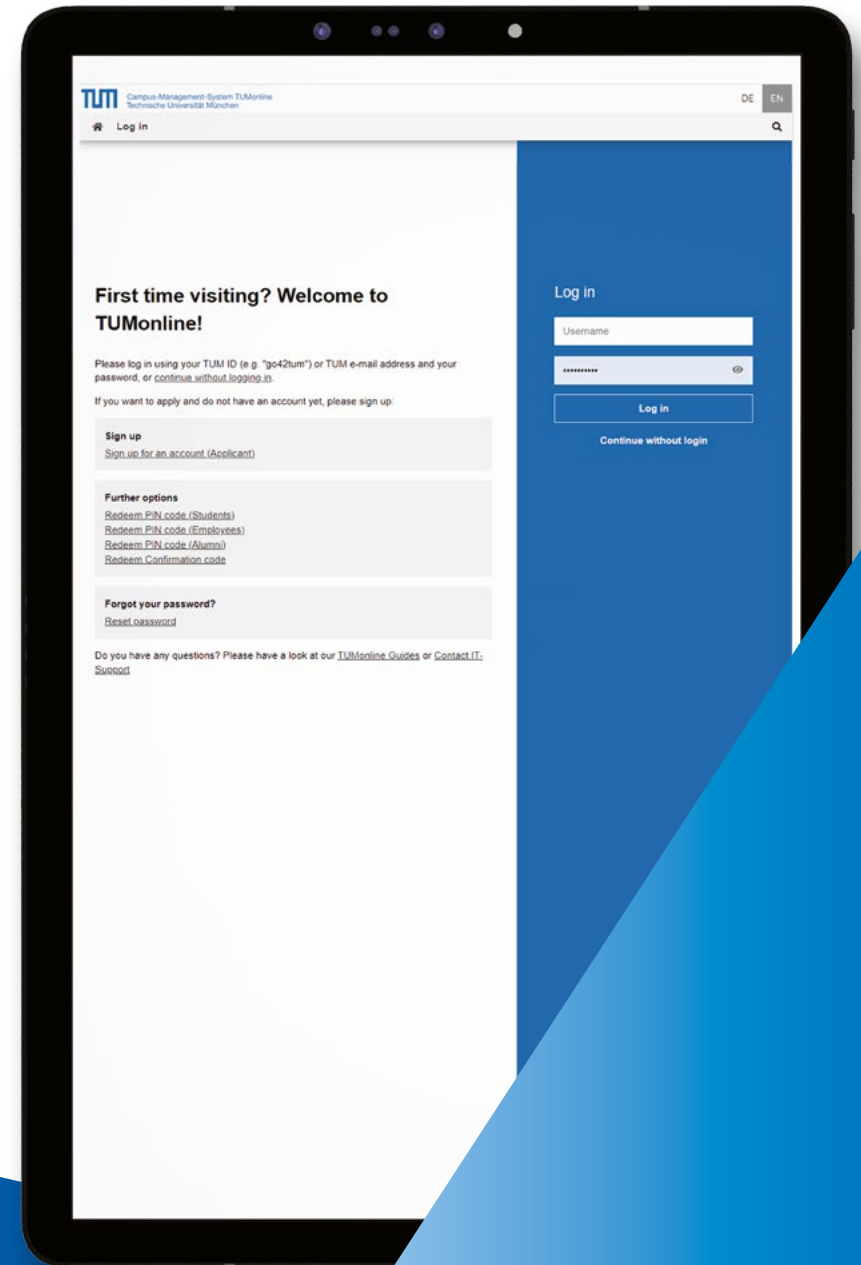 TUM
Campus-Management-System TUMonline
Technische Universität München
DE EN
Log in
First time visiting? Welcome to
TUMonline!
Please log in using your TUM ID (e.g. "go42tum") or TUM e-mail address and your
password, or continue without logging in.
If you want to apply and do not have an account yet, please sign up:
Sign up
Sign up for an account (Applicant)
Further options
Redeem PIN code (Students)
Redeem PIN code (Employees)
Redeem PIN code (Alumni)
Redeem Confirmation code
Forgot your password?
Reset password
Do you have any questions? Please have a look at our TUMonline Guides or Contact IT-
Support
Log in
Username
Log in
Continue without login